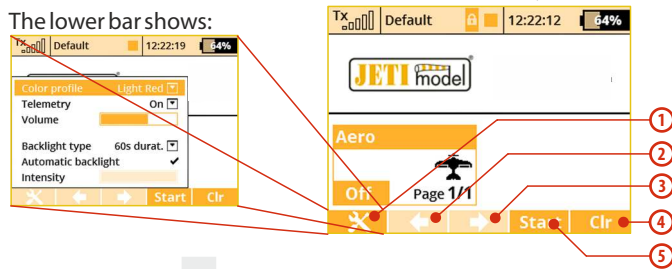 The lower bar shows:
Tx Default 12:22:19 64%
Color profile Light Red
Telemetry On
Volume
Backlight type 60s durat.
Automatic backlight
Intensity
Start Clr
Tx Default 12:22:12 64%
JETI model
Aero
Off Page 1/1
Start Clr
1
2
3
4
5